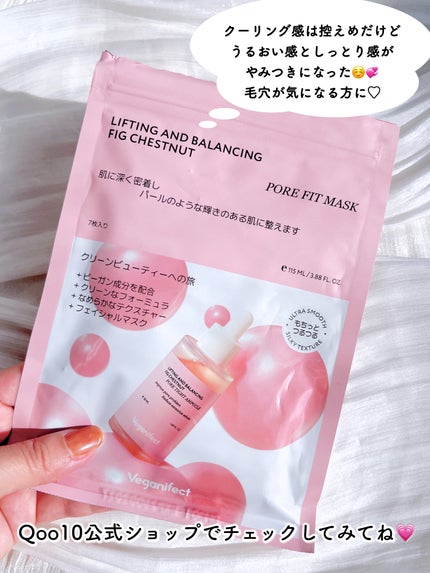 クーリング感は控えめだけど
うるおい感としっとり感が
やみつきになった☺️💞
毛穴が気になる方に♡
LIFTING AND BALANCING
FIG CHESTNUT
PORE FIT MASK
肌に深く密着し
パールのような輝きのある肌に整えます
7枚入り
℮ 115 ML / 3.88 FL. OZ
クリーンビューティーへの旅
+ ビーガン成分を配合
+ クリーンなフォーミュラ
+ なめらかなテクスチャー
+ フェイシャルマスク
ULTRA SMOOTH
もちっと
つるつる
SILKY TEXTURE
LIFTING AND BALANCING
FIG CHESTNUT
PORE TIGHT AMPOULE
Veganifect
Veganifect
Qoo10公式ショップでチェックしてみてね💗